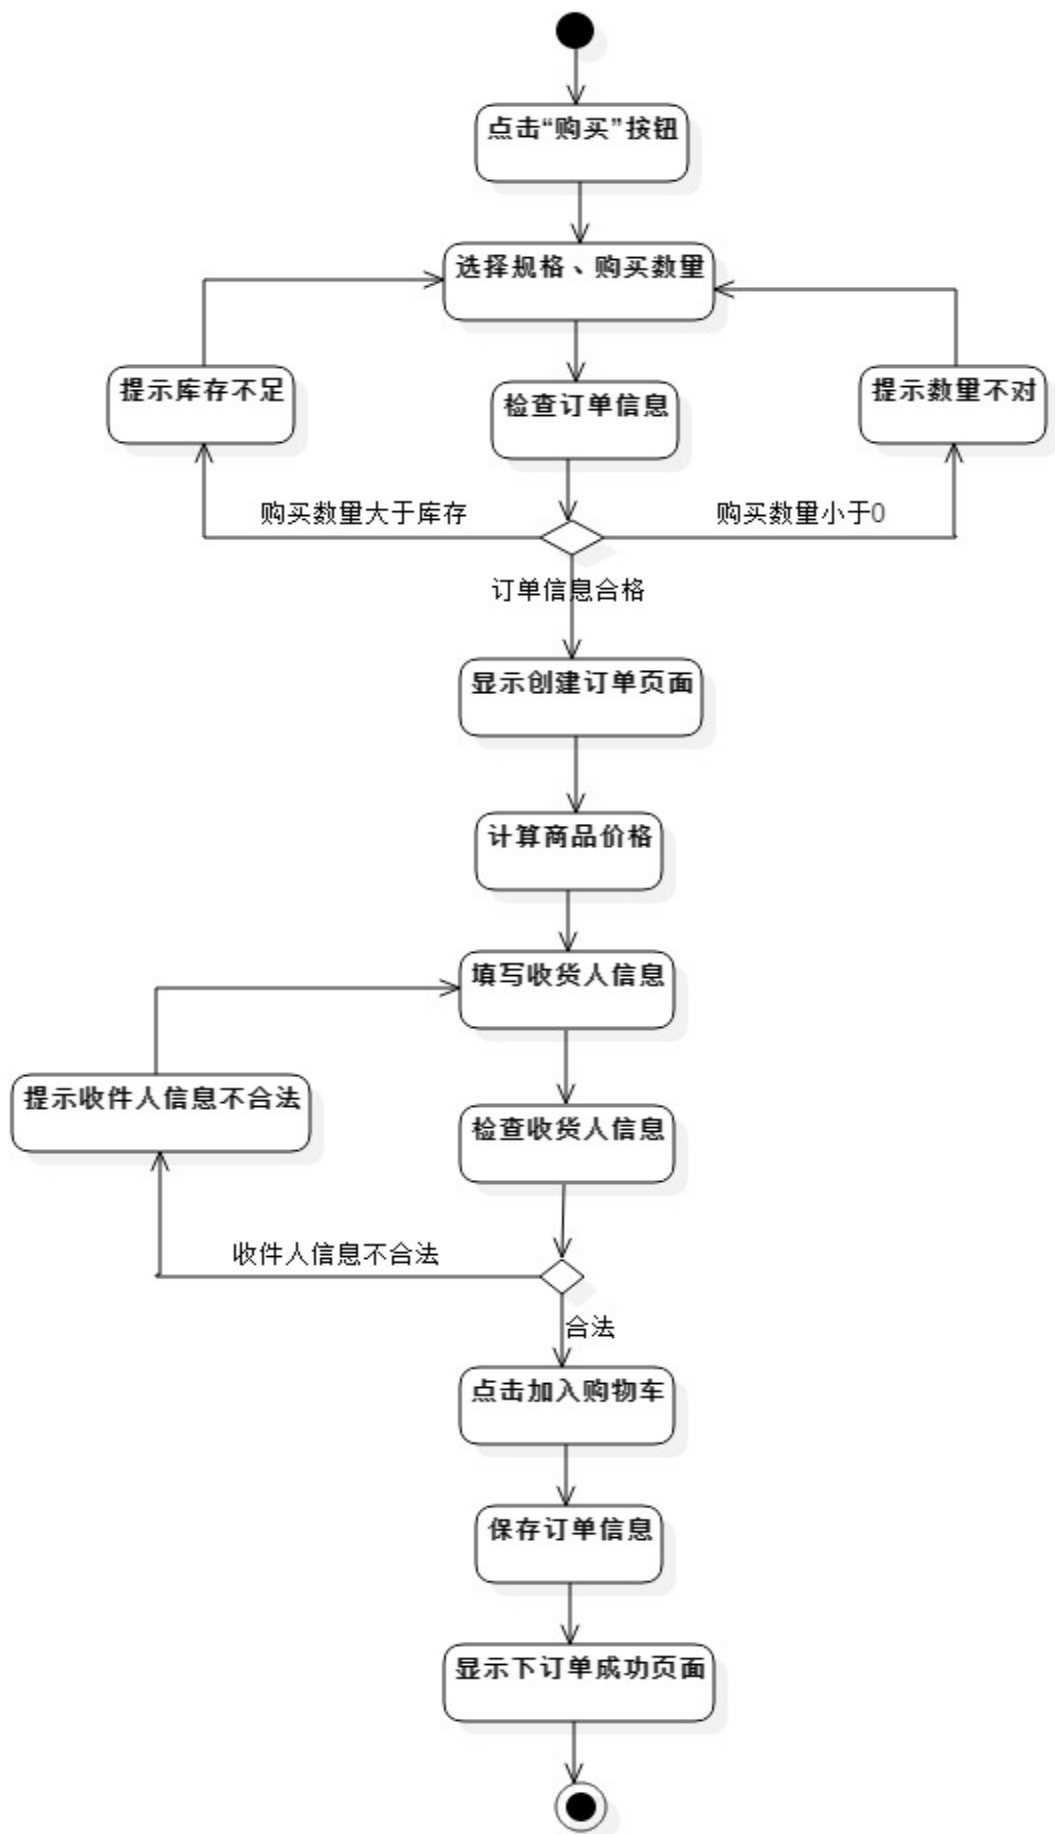 点击“购买”按钮
选择规格、购买数量
提示库存不足
检查订单信息
提示数量不对
购买数量大于库存
购买数量小于0
订单信息合格
显示创建订单页面
计算商品价格
填写收货人信息
提示收件人信息不合法
检查收货人信息
收件人信息不合法
合法
点击加入购物车
保存订单信息
显示下订单成功页面